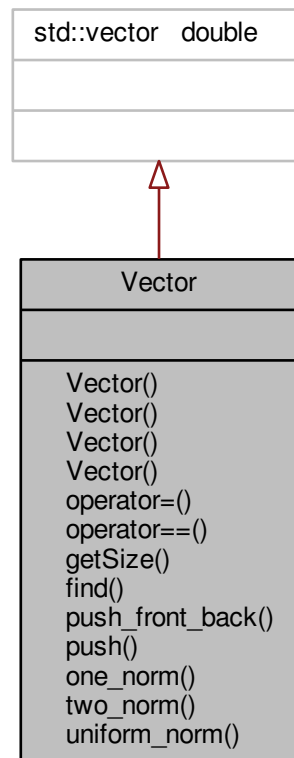 std::vector double
Vector
Vector()
Vector()
Vector()
Vector()
operator=()
operator==()
getSize()
find()
push_front_back()
push()
one_norm()
two_norm()
uniform_norm()